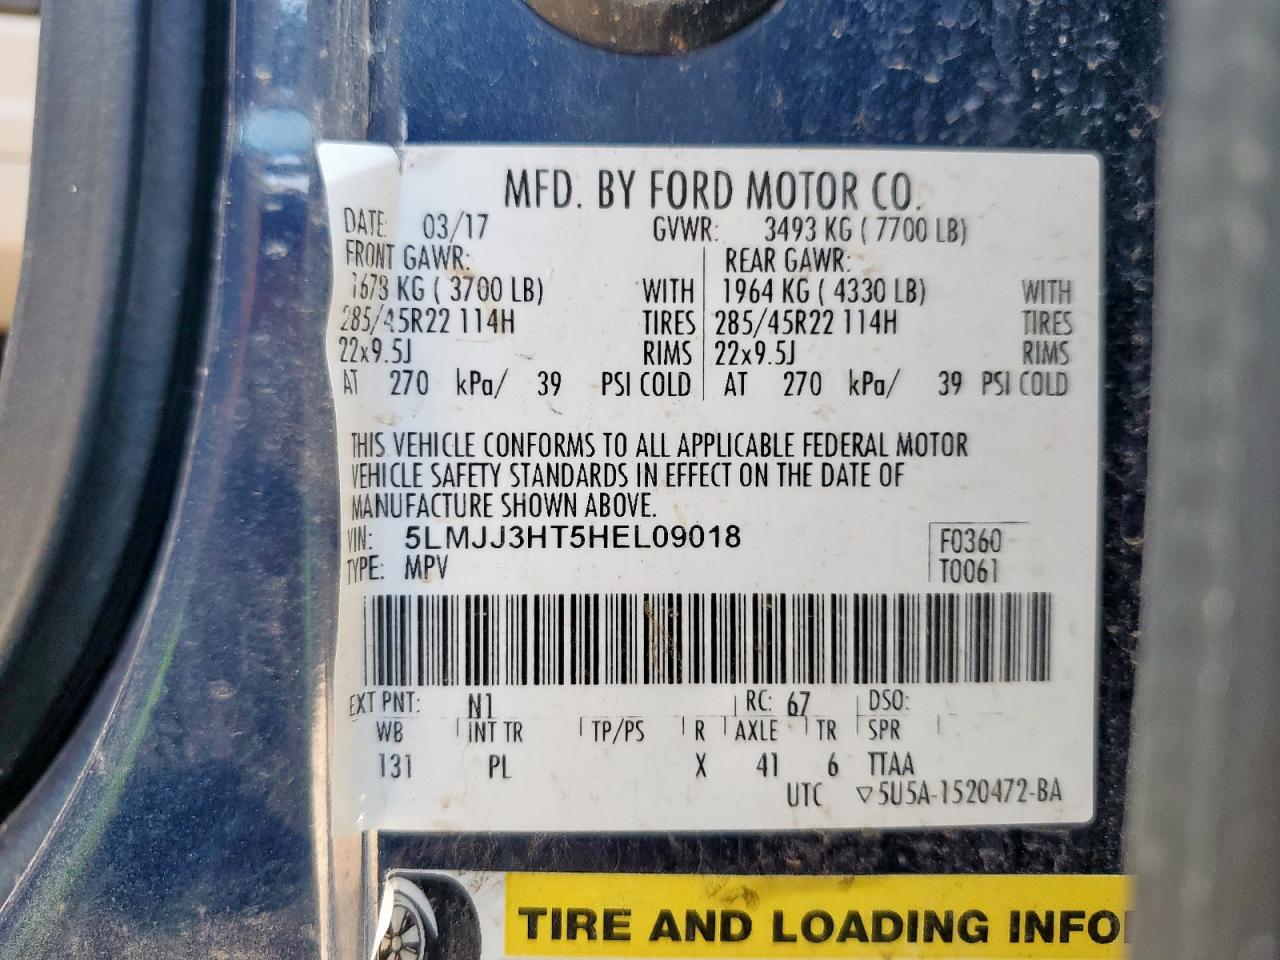 MFD. BY FORD MOTOR CO.
DATE: 03/17 GVWR: 3493 KG ( 7700 LB)
FRONT GAWR: REAR GAWR:
1678 KG ( 3700 LB) WITH 1964 KG ( 4330 LB) WITH
285/45R22 114H TIRES 285/45R22 114H TIRES
22x9.5J RIMS 22x9.5J RIMS
AT 270 kPa/ 39 PSI COLD AT 270 kPa/ 39 PSI COLD
THIS VEHICLE CONFORMS TO ALL APPLICABLE FEDERAL MOTOR
VEHICLE SAFETY STANDARDS IN EFFECT ON THE DATE OF
MANUFACTURE SHOWN ABOVE.
VIN: 5LMJJ3HT5HEL09018 F0360
TYPE: MPV T0061
EXT PNT: N1 RC: 67 DSO:
WB INT TR TP/PS R AXLE TR SPR
131 PL X 41 6 TTAA
UTC ▽5U5A-1520472-BA
TIRE AND LOADING INFO